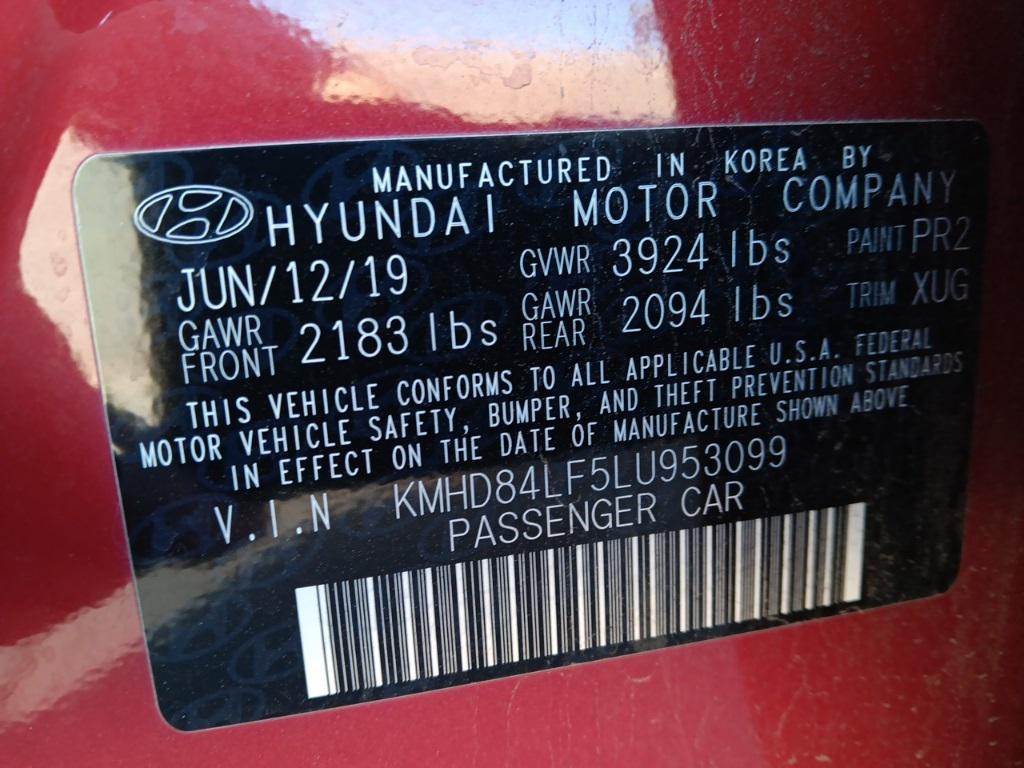 MANUFACTURED IN KOREA BY
HYUNDAI MOTOR COMPANY
JUN/12/19 GVWR 3924 lbs PAINT PR2
GAWR FRONT 2183 lbs GAWR REAR 2094 lbs TRIM XUG
THIS VEHICLE CONFORMS TO ALL APPLICABLE U.S.A. FEDERAL
MOTOR VEHICLE SAFETY, BUMPER, AND THEFT PREVENTION STANDARDS
IN EFFECT ON THE DATE OF MANUFACTURE SHOWN ABOVE
V.I.N KMHD84LF5LU953099
PASSENGER CAR